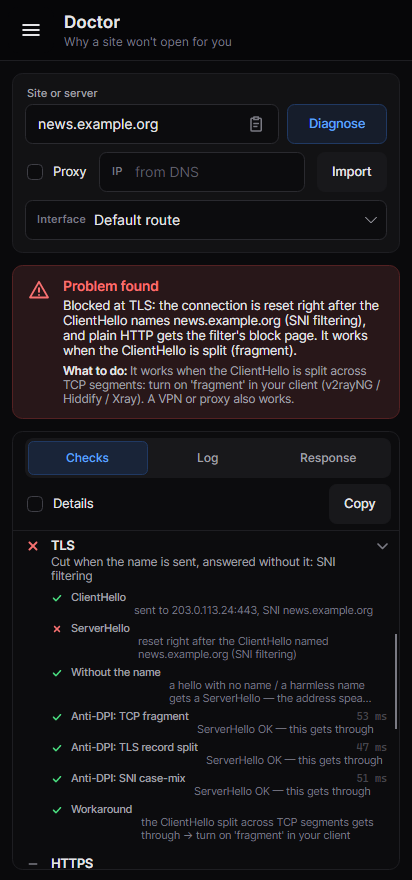 Doctor
Why a site won't open for you
Site or server
news.example.org
Diagnose
Proxy
IP from DNS
Import
Interface Default route
Problem found
Blocked at TLS: the connection is reset right after the
ClientHello names news.example.org (SNI filtering),
and plain HTTP gets the filter's block page. It works
when the ClientHello is split (fragment).
What to do: It works when the ClientHello is split across
TCP segments: turn on 'fragment' in your client (v2rayNG /
Hiddify / Xray). A VPN or proxy also works.
Checks
Log
Response
Details
Copy
TLS
Cut when the name is sent, answered without it: SNI
filtering
ClientHello
sent to 203.0.113.24:443, SNI news.example.org
ServerHello
reset right after the ClientHello named
news.example.org (SNI filtering)
Without the name
a hello with no name / a harmless name
gets a ServerHello — the address spea…
Anti-DPI: TCP fragment 53 ms
ServerHello OK — this gets through
Anti-DPI: TLS record split 47 ms
ServerHello OK — this gets through
Anti-DPI: SNI case-mix 51 ms
ServerHello OK — this gets through
Workaround
the ClientHello split across TCP segments gets
through → turn on 'fragment' in your client
HTTPS